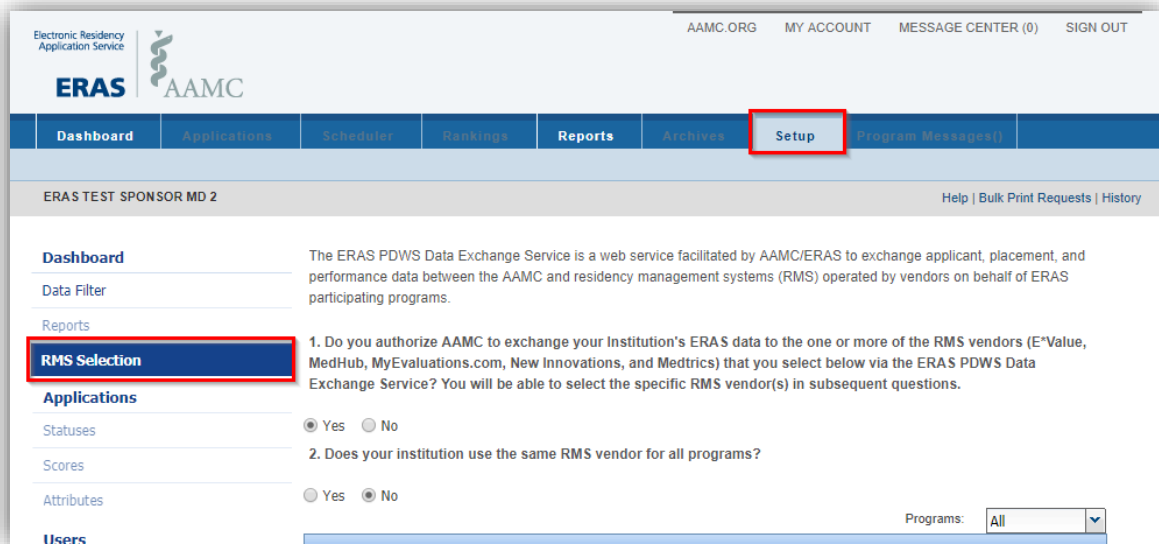 AAMC.ORG MY ACCOUNT MESSAGE CENTER (0) SIGN OUT
Electronic Residency
Application Service
ERAS AAMC
Dashboard Applications Scheduler Rankings Reports Archives Setup Program Messages()
ERAS TEST SPONSOR MD 2 Help | Bulk Print Requests | History
Dashboard
Data Filter
Reports
RMS Selection
Applications
Statuses
Scores
Attributes
Users
The ERAS PDWS Data Exchange Service is a web service facilitated by AAMC/ERAS to exchange applicant, placement, and
performance data between the AAMC and residency management systems (RMS) operated by vendors on behalf of ERAS
participating programs.
1. Do you authorize AAMC to exchange your Institution's ERAS data to the one or more of the RMS vendors (E*Value,
MedHub, MyEvaluations.com, New Innovations, and Medtrics) that you select below via the ERAS PDWS Data
Exchange Service? You will be able to select the specific RMS vendor(s) in subsequent questions.
Yes No
2. Does your institution use the same RMS vendor for all programs?
Yes No
Programs: All